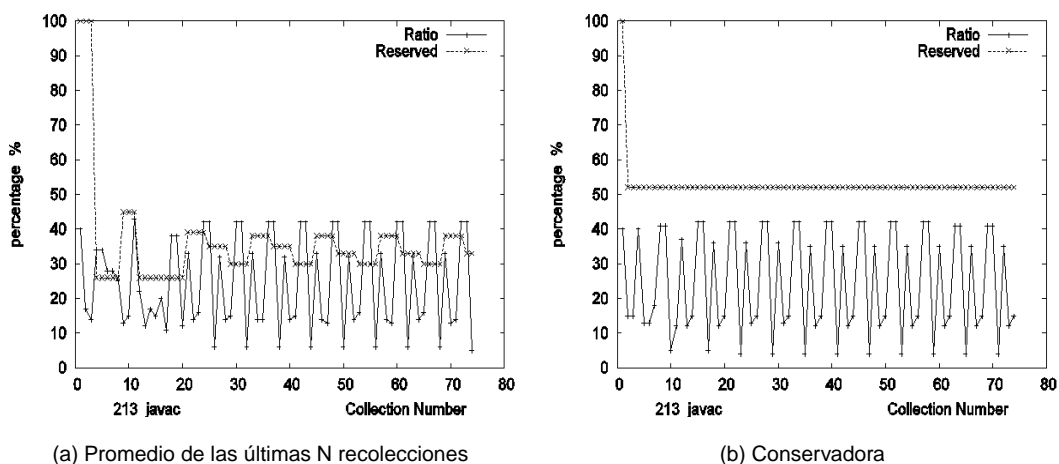 100
90
80
70
60
50
40
30
20
10
0
percentage %
Ratio
Reserved
0 10 20 30 40 50 60 70 80
213 javac
Collection Number
(a) Promedio de las últimas N recolecciones
100
90
80
70
60
50
40
30
20
10
0
percentage %
Ratio
Reserved
0 10 20 30 40 50 60 70 80
213 javac
Collection Number
(b) Conservadora